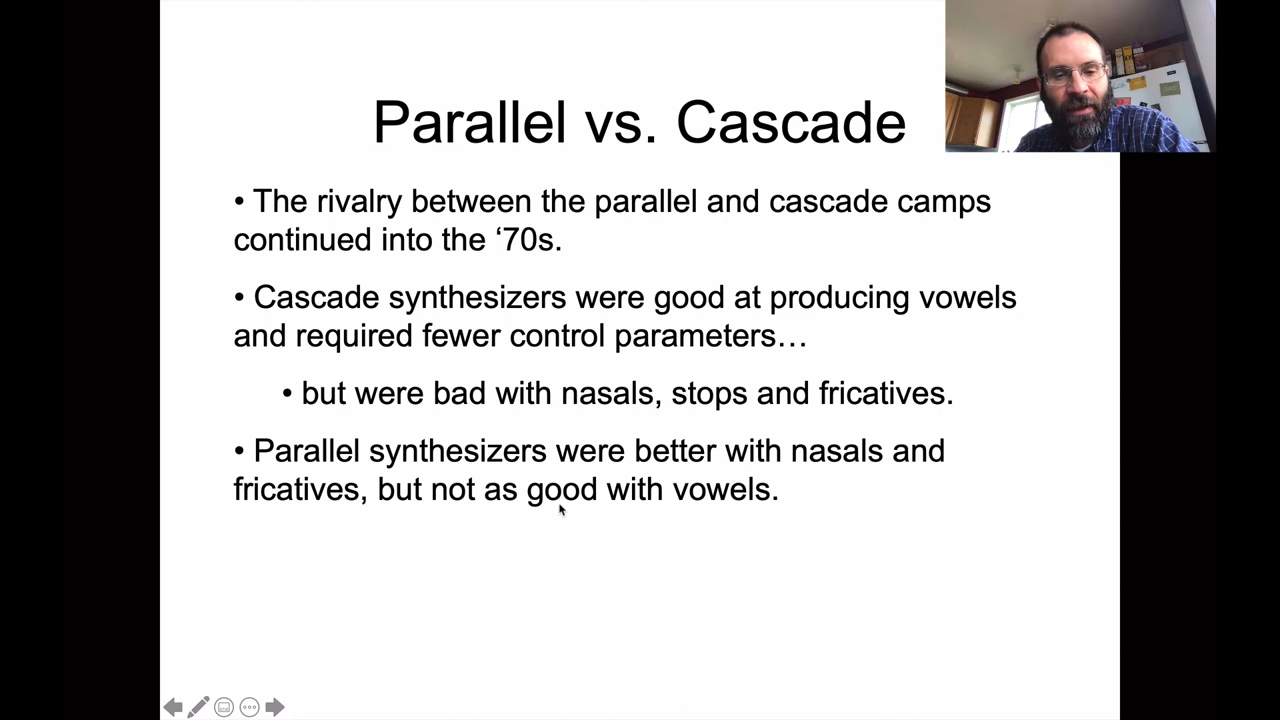 Parallel vs. Cascade
• The rivalry between the parallel and cascade camps
continued into the ‘70s.
• Cascade synthesizers were good at producing vowels
and required fewer control parameters…
• but were bad with nasals, stops and fricatives.
• Parallel synthesizers were better with nasals and
fricatives, but not as good with vowels.